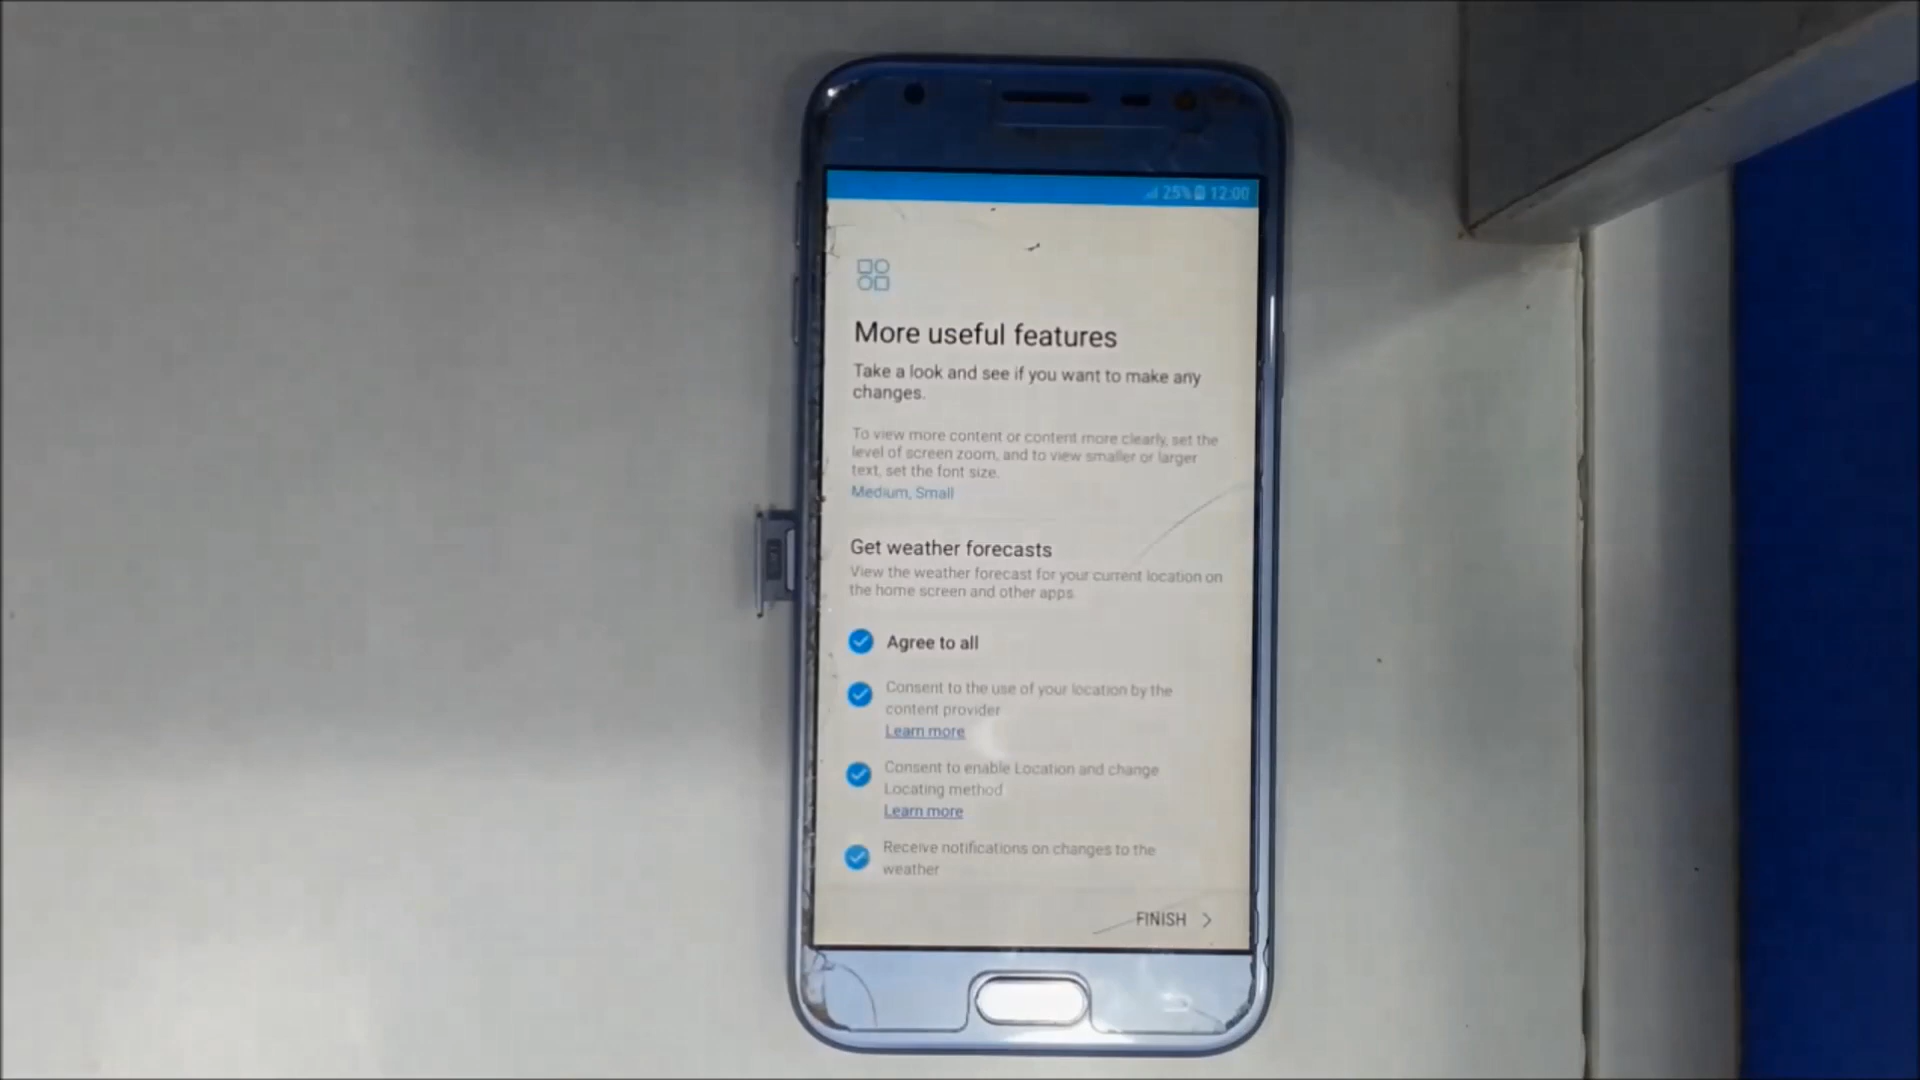 25% 12:00
More useful features
Take a look and see if you want to make any
changes.
To view more content or content more clearly, set the
level of screen zoom, and to view smaller or larger
text, set the font size.
Medium, Small
Get weather forecasts
View the weather forecast for your current location on
the home screen and other apps
Agree to all
Consent to the use of your location by the
content provider
Learn more
Consent to enable Location and change
Locating method
Learn more
Receive notifications on changes to the
weather
FINISH >